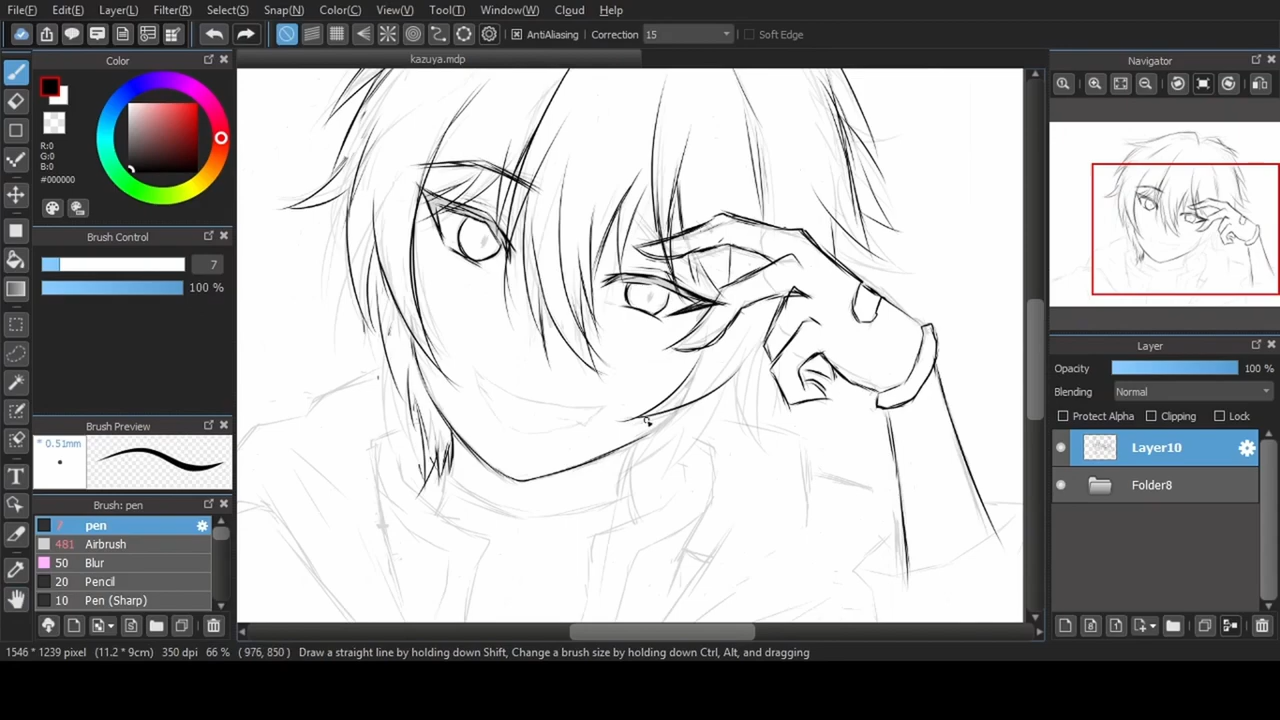 File(F) Edit(E) Layer(L) Filter(R) Select(S) Snap(N) Color(C) View(V) Tool(T) Window(W) Cloud Help
AntiAliasing Correction 15 Soft Edge
Color
kazuya.mdp
Navigator
R:0
G:0
B:0
#000000
Brush Control
7
100 %
Layer
Opacity 100 %
Blending Normal
Protect Alpha Clipping Lock
Layer10
Folder8
Brush Preview
* 0.51mm
Brush: pen
7 pen
481 Airbrush
50 Blur
20 Pencil
10 Pen (Sharp)
1546 * 1239 pixel (11.2 * 9cm) 350 dpi 66 % ( 976, 850 ) Draw a straight line by holding down Shift, Change a brush size by holding down Ctrl, Alt, and dragging